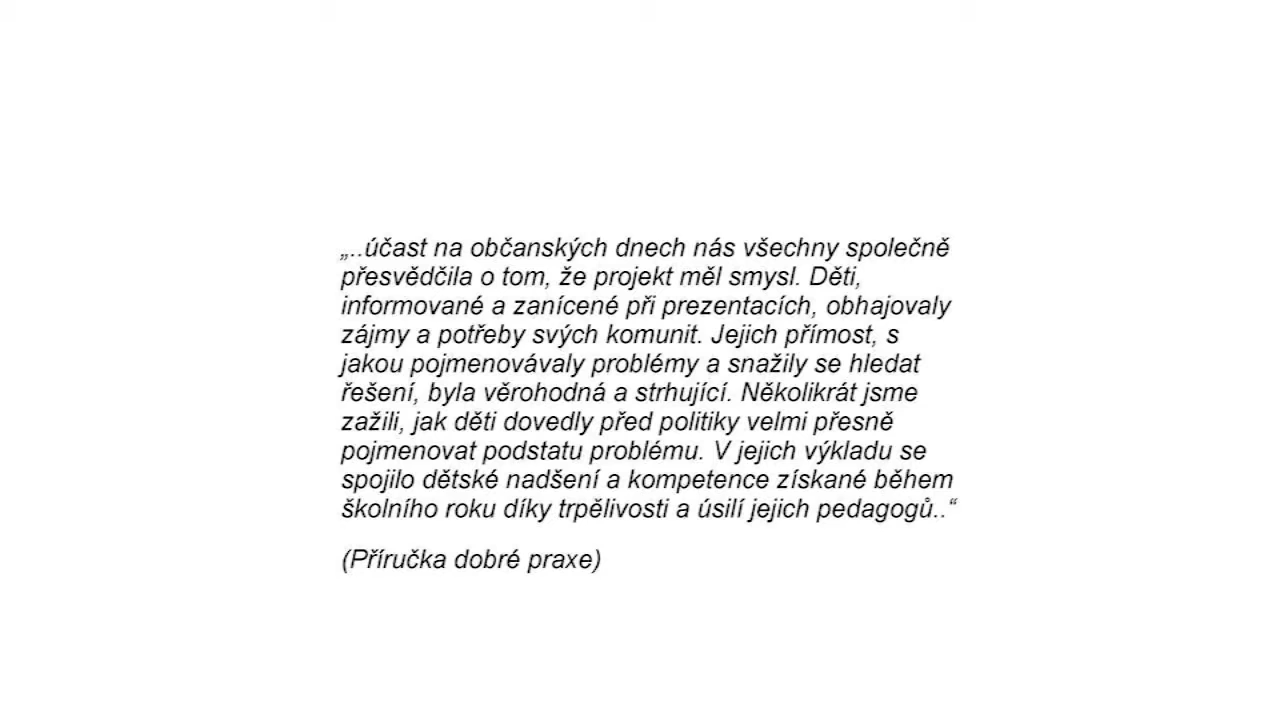 „..účast na občanských dnech nás všechny společně
přesvědčila o tom, že projekt měl smysl. Děti,
informované a zanícené při prezentacích, obhajovaly
zájmy a potřeby svých komunit. Jejich přímost, s
jakou pojmenovávaly problémy a snažily se hledat
řešení, byla věrohodná a strhující. Několikrát jsme
zažili, jak děti dovedly před politiky velmi přesně
pojmenovat podstatu problému. V jejich výkladu se
spojilo dětské nadšení a kompetence získané během
školního roku díky trpělivosti a úsilí jejich pedagogů..“
(Příručka dobré praxe)